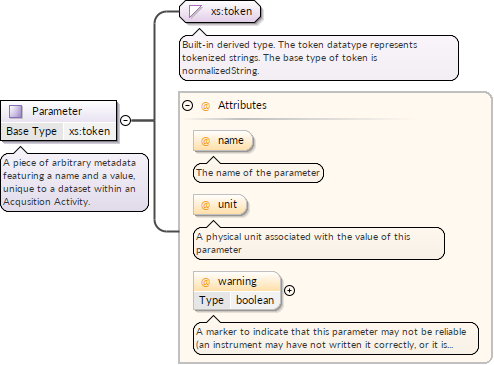 xs:token
Built-in derived type. The token datatype represents
tokenized strings. The base type of token is
normalizedString.
Parameter
Base Type xs:token
A piece of arbitrary metadata
featuring a name and a value,
unique to a dataset within an
Acqusition Activity.
@ Attributes
@ name
The name of the parameter
@ unit
A physical unit associated with the value of this
parameter
@ warning
Type boolean
A marker to indicate that this parameter may not be reliable
(an instrument may have not written it correctly, or it is...